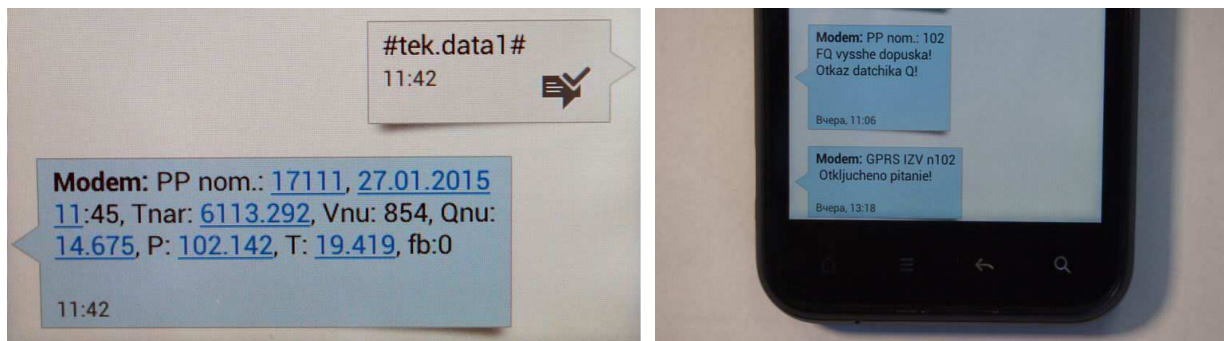 #tek.data1#
11:42
Modem: PP nom.: 17111, 27.01.2015
11:45, Tnar: 6113.292, Vnu: 854, Qnu:
14.675, P: 102.142, T: 19.419, fb:0
11:42
Modem: PP nom.: 102
FQ vysshe dopuska!
Otkaz datchika Q!
Вчера, 11:06
Modem: GPRS IZV n102
Otkljucheno pitanie!
Вчера, 13:18